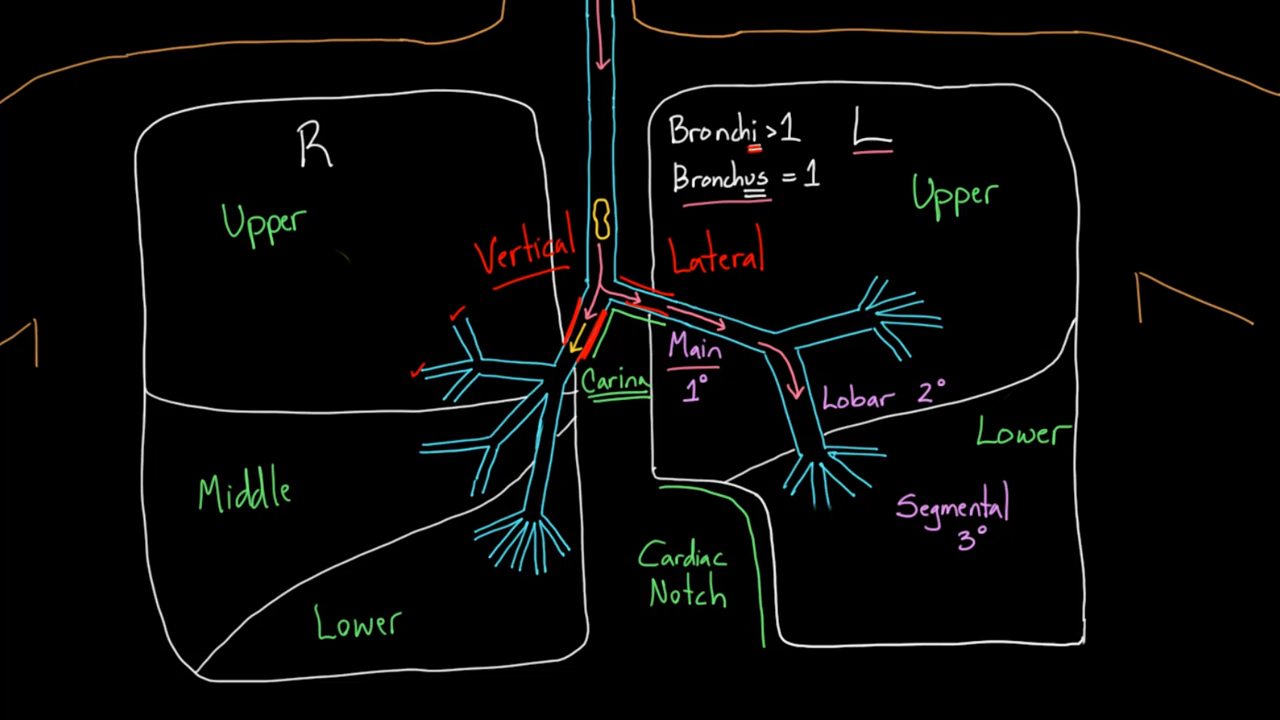 R
Upper
Middle
Lower
Vertical
Carina
Bronchi >1
Bronchus = 1
L
Upper
Lateral
Main
1°
Lobar 2°
Lower
Segmental
3°
Cardiac
Notch